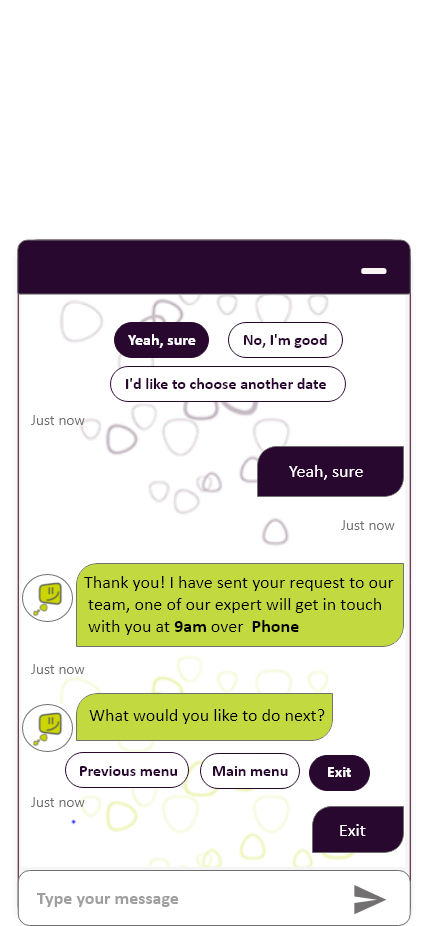 Yeah, sure
No, I'm good
I'd like to choose another date
Just now
Yeah, sure
Just now
Thank you! I have sent your request to our
team, one of our expert will get in touch
with you at 9am over Phone
Just now
What would you like to do next?
Previous menu
Main menu
Exit
Just now
Exit
Type your message